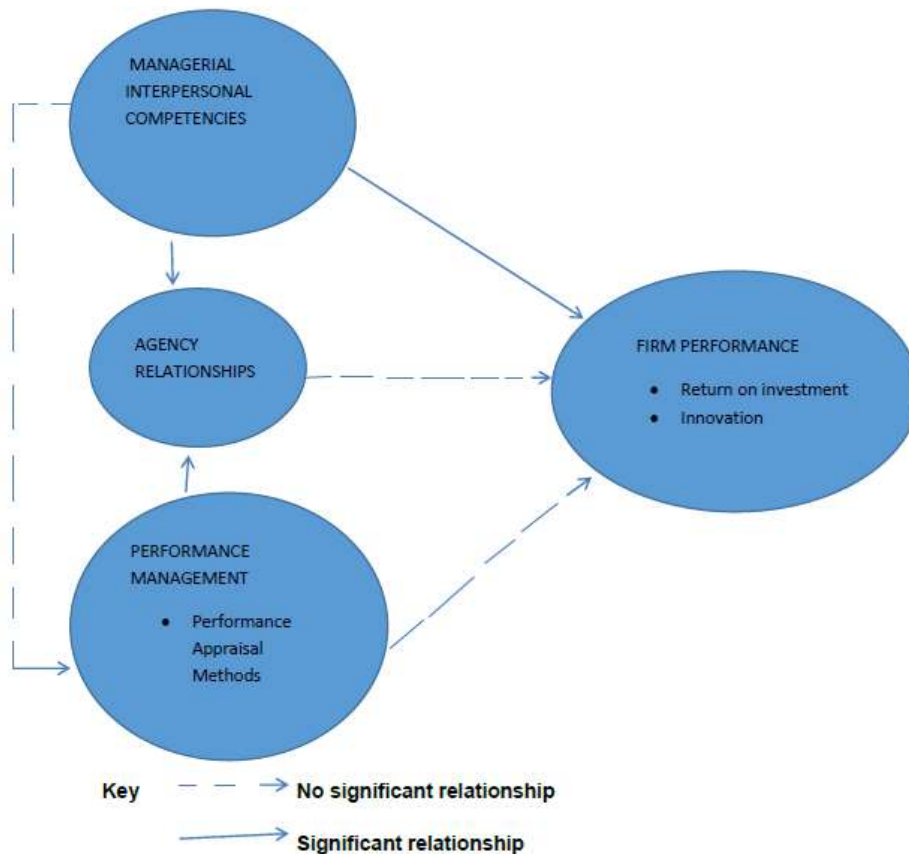 MANAGERIAL
INTERPERSONAL
COMPETENCIES
AGENCY
RELATIONSHIPS
FIRM PERFORMANCE
• Return on investment
• Innovation
PERFORMANCE
MANAGEMENT
• Performance
Appraisal
Methods
Key No significant relationship
Significant relationship